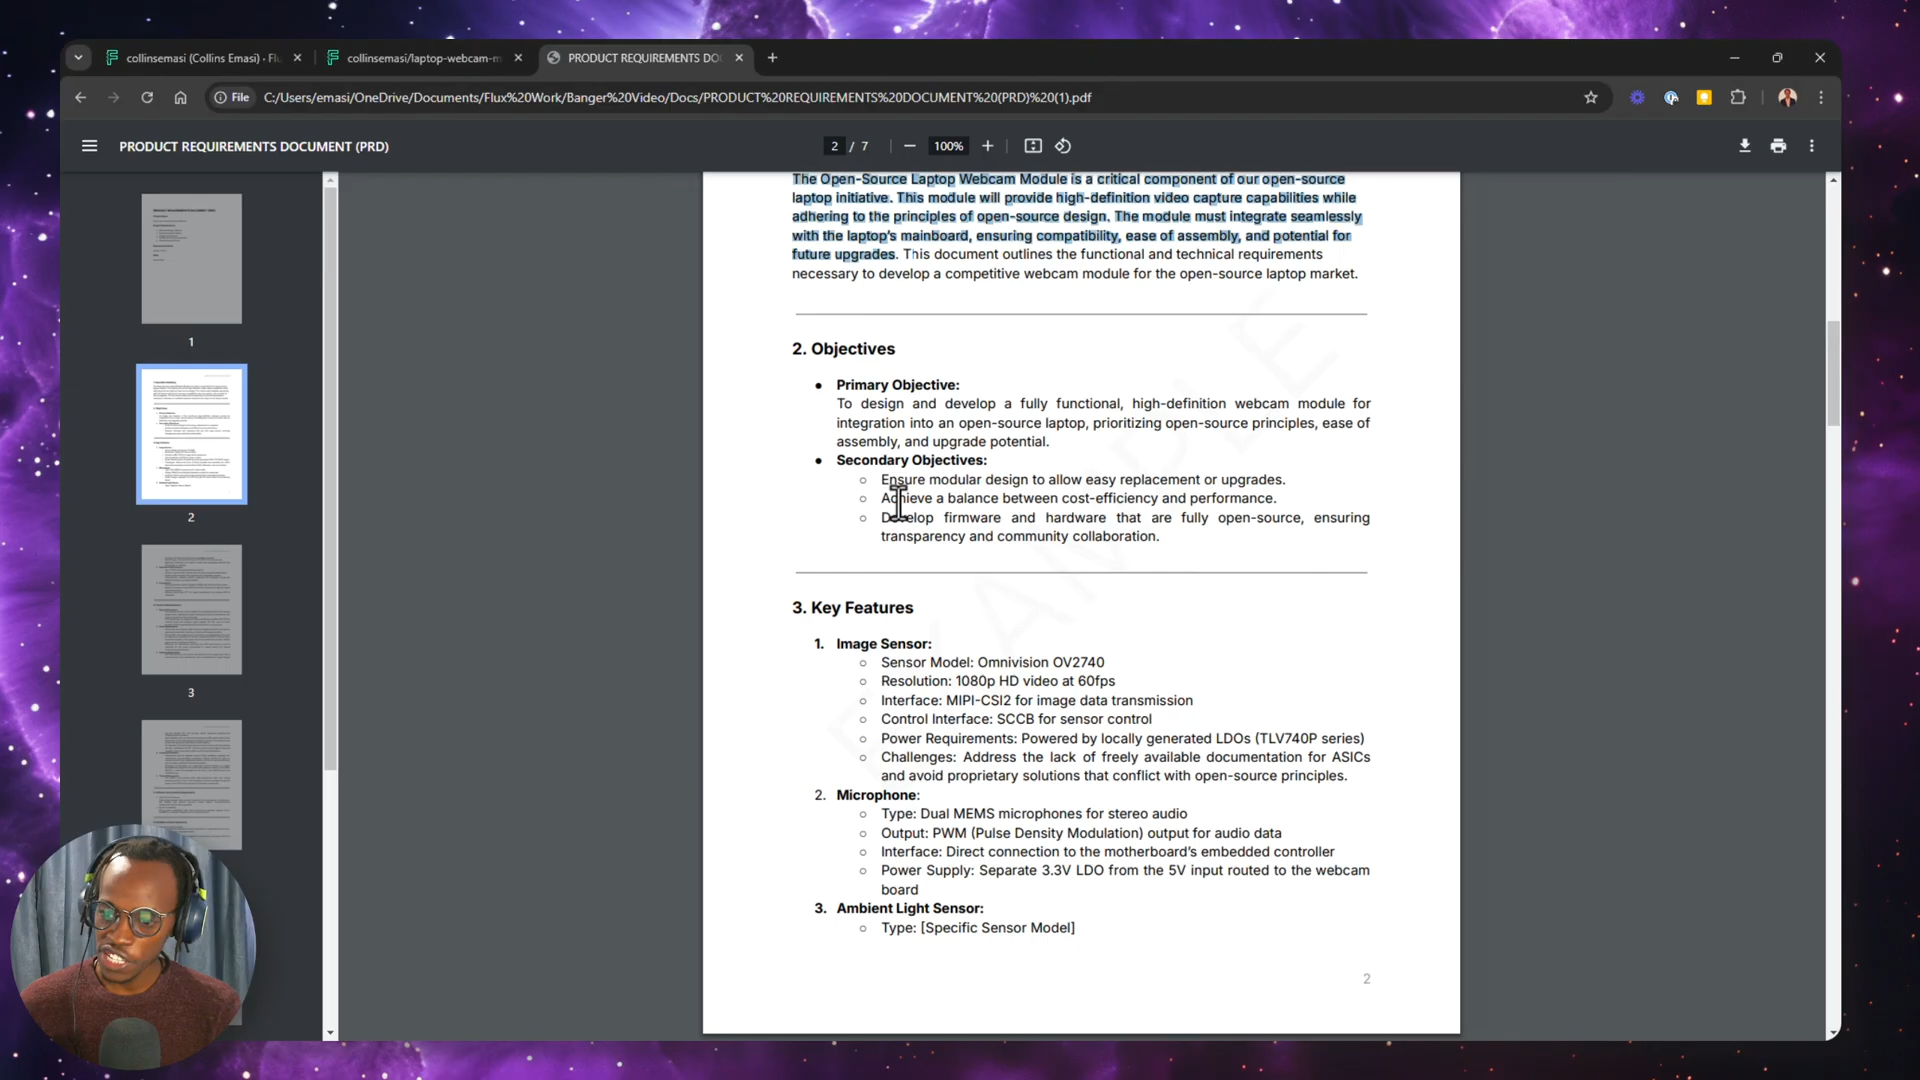 collinsemasi (Collins Emasi) · Flu
collinsemasi/laptop-webcam-m
PRODUCT REQUIREMENTS DOC
File
C:/Users/emasi/OneDrive/Documents/Flux%20Work/Banger%20Video/Docs/PRODUCT%20REQUIREMENTS%20DOCUMENT%20(PRD)%20(1).pdf
PRODUCT REQUIREMENTS DOCUMENT (PRD)
2 / 7
100%
1
2
3
The Open-Source Laptop Webcam Module is a critical component of our open-source
laptop initiative. This module will provide high-definition video capture capabilities while
adhering to the principles of open-source design. The module must integrate seamlessly
with the laptop's mainboard, ensuring compatibility, ease of assembly, and potential for
future upgrades. This document outlines the functional and technical requirements
necessary to develop a competitive webcam module for the open-source laptop market.
2. Objectives
● Primary Objective:
To design and develop a fully functional, high-definition webcam module for
integration into an open-source laptop, prioritizing open-source principles, ease of
assembly, and upgrade potential.
● Secondary Objectives:
○ Ensure modular design to allow easy replacement or upgrades.
○ Achieve a balance between cost-efficiency and performance.
○ Develop firmware and hardware that are fully open-source, ensuring
transparency and community collaboration.
3. Key Features
1. Image Sensor:
○ Sensor Model: Omnivision OV2740
○ Resolution: 1080p HD video at 60fps
○ Interface: MIPI-CSI2 for image data transmission
○ Control Interface: SCCB for sensor control
○ Power Requirements: Powered by locally generated LDOs (TLV740P series)
○ Challenges: Address the lack of freely available documentation for ASICs
and avoid proprietary solutions that conflict with open-source principles.
2. Microphone:
○ Type: Dual MEMS microphones for stereo audio
○ Output: PWM (Pulse Density Modulation) output for audio data
○ Interface: Direct connection to the motherboard's embedded controller
○ Power Supply: Separate 3.3V LDO from the 5V input routed to the webcam
board
3. Ambient Light Sensor:
○ Type: [Specific Sensor Model]
2
EXAMPLE